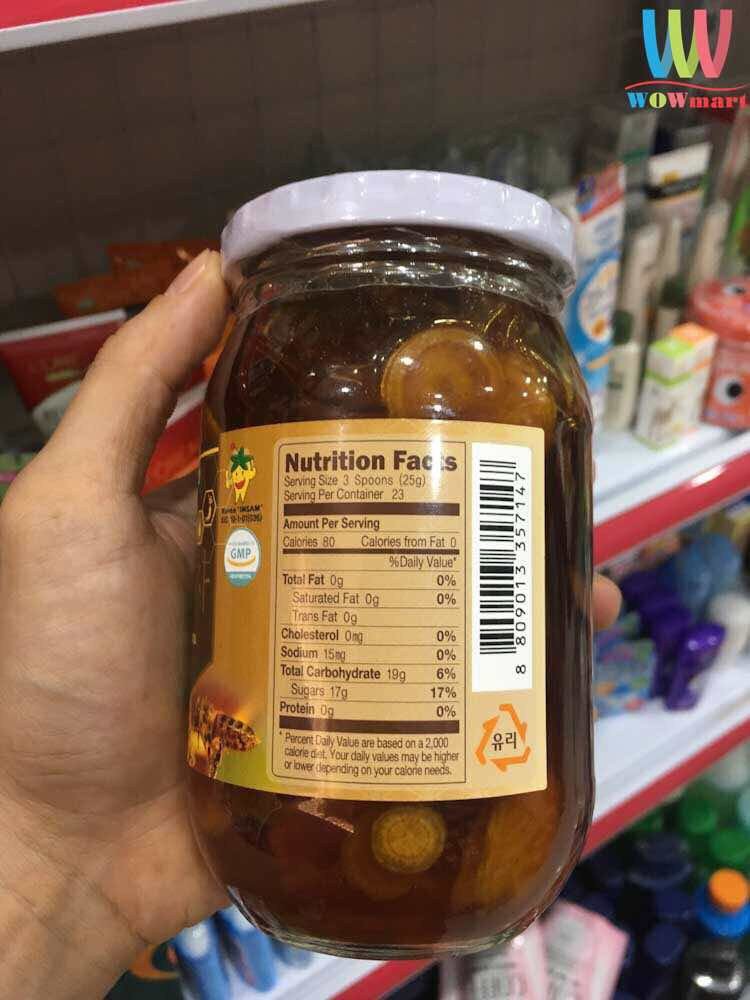 WOWmart
Nutrition Facts
Serving Size 3 Spoons (25g)
Serving Per Container 23
Amount Per Serving
Calories 80 Calories from Fat 0
%Daily Value*
Total Fat 0g 0%
Saturated Fat 0g 0%
Trans Fat 0g
Cholesterol 0mg 0%
Sodium 15mg 0%
Total Carbohydrate 19g 6%
Sugars 17g 17%
Protein 0g 0%
* Percent Daily Value are based on a 2,000
calorie diet. Your daily values may be higher
or lower depending on your calorie needs.
"INSAM"
GMP
8 809013 357147
유리